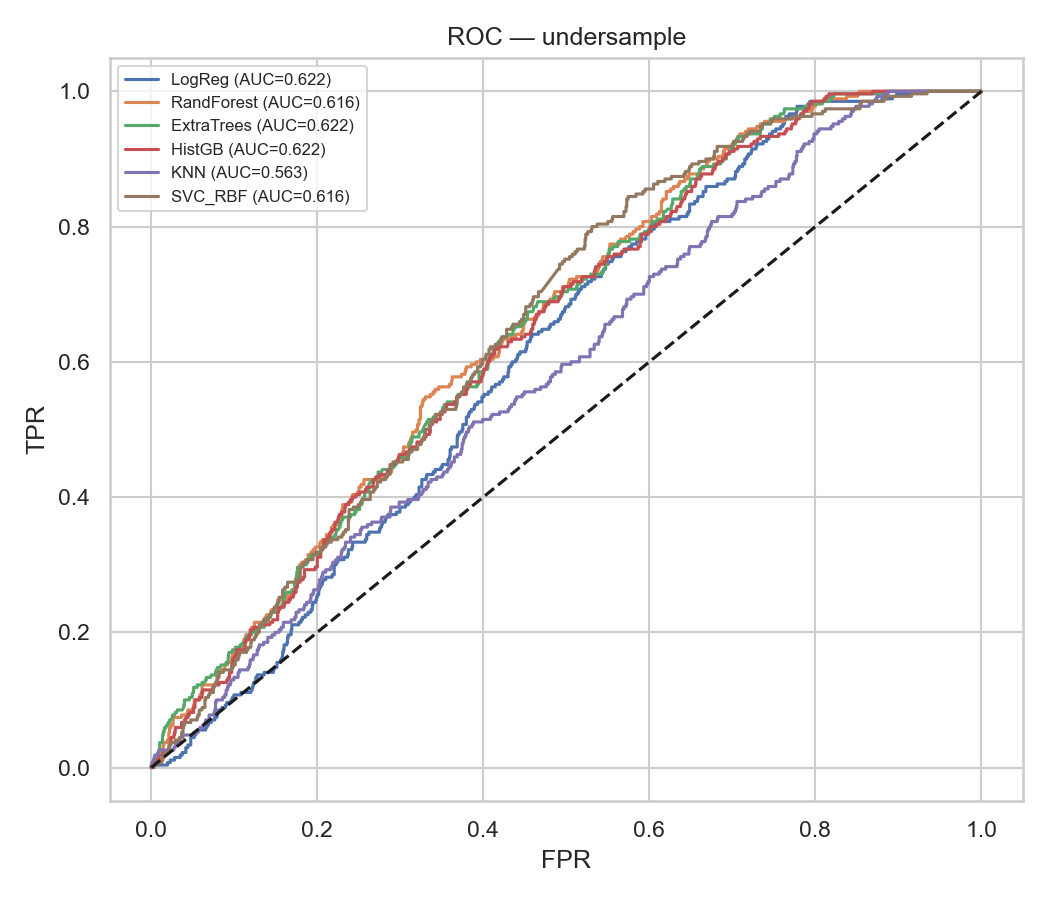 ROC — undersample
LogReg (AUC=0.622)
RandForest (AUC=0.616)
ExtraTrees (AUC=0.622)
HistGB (AUC=0.622)
KNN (AUC=0.563)
SVC_RBF (AUC=0.616)
1.0
0.8
0.6
0.4
0.2
0.0
TPR
0.0 0.2 0.4 0.6 0.8 1.0
FPR